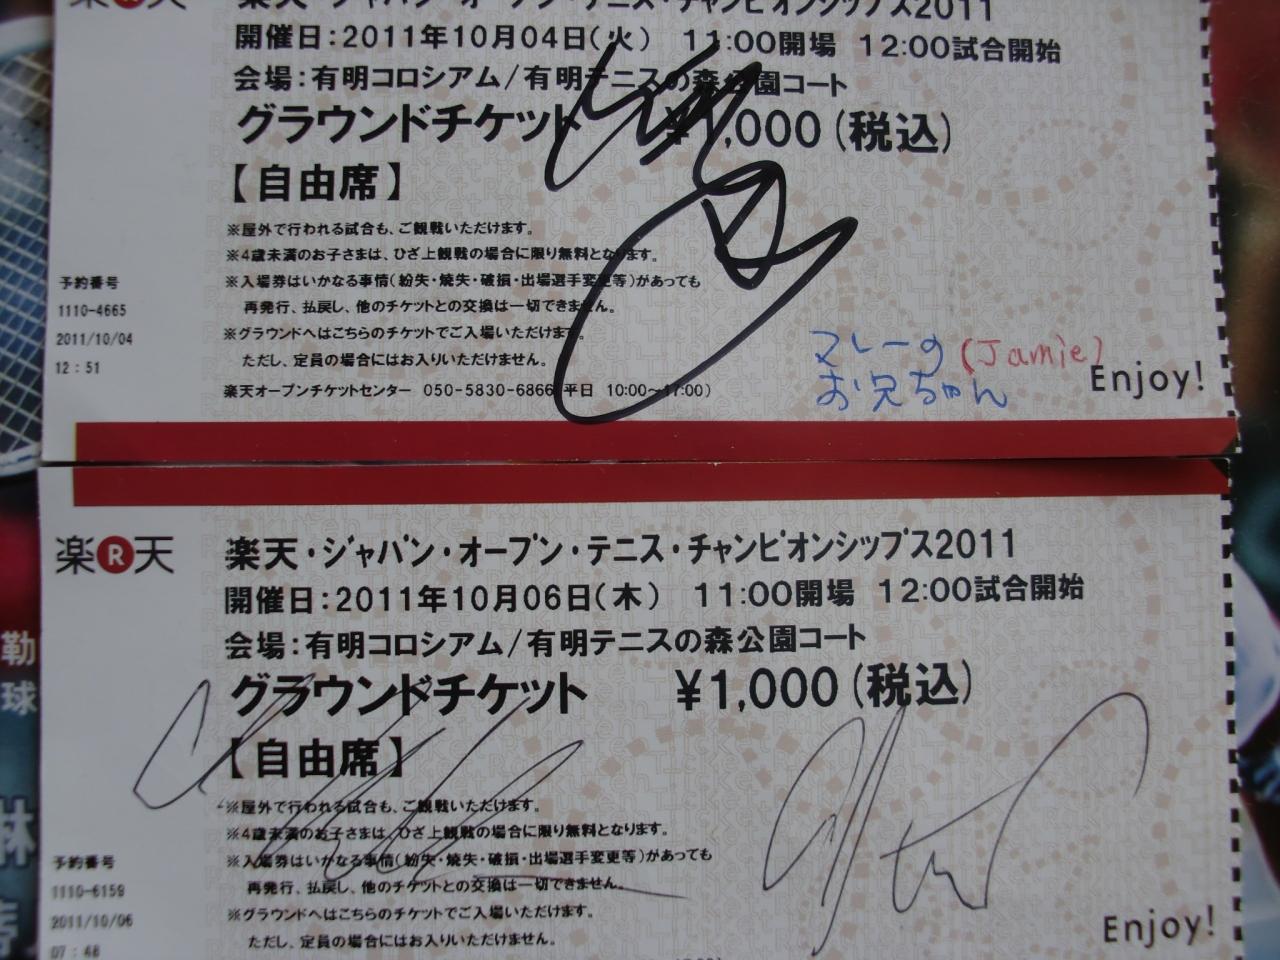 楽天・ジャパン・オープン・テニス・チャンピオンシップス2011
開催日:2011年10月04日(火) 11:00開場 12:00試合開始
会場:有明コロシアム/有明テニスの森公園コート
グラウンドチケット ¥1,000(税込)
【自由席】
※屋外で行われる試合も、ご観戦いただけます。
※4歳未満のお子さまは、ひざ上観戦の場合に限り無料となります。
※入場券はいかなる事情(紛失・焼失・破損・出場選手変更等)があっても
再発行、払戻し、他のチケットとの交換は一切できません。
※グラウンドへはこちらのチケットでご入場いただけます。
ただし、定員の場合にはお入りいただけません。
楽天オープンチケットセンター 050-5830-6866(平日 10:00~17:00)
予約番号
1110-4665
2011/10/04
12:51
マレーの(Jamie)
お兄ちゃん
Enjoy!
楽R天
楽天・ジャパン・オープン・テニス・チャンピオンシップス2011
開催日:2011年10月06日(木) 11:00開場 12:00試合開始
会場:有明コロシアム/有明テニスの森公園コート
グラウンドチケット ¥1,000(税込)
【自由席】
※屋外で行われる試合も、ご観戦いただけます。
※4歳未満のお子さまは、ひざ上観戦の場合に限り無料となります。
※入場券はいかなる事情(紛失・焼失・破損・出場選手変更等)があっても
再発行、払戻し、他のチケットとの交換は一切できません。
※グラウンドへはこちらのチケットでご入場いただけます。
ただし、定員の場合にはお入りいただけません。
予約番号
1110-6159
2011/10/06
07:48
Enjoy!
勒
球
林